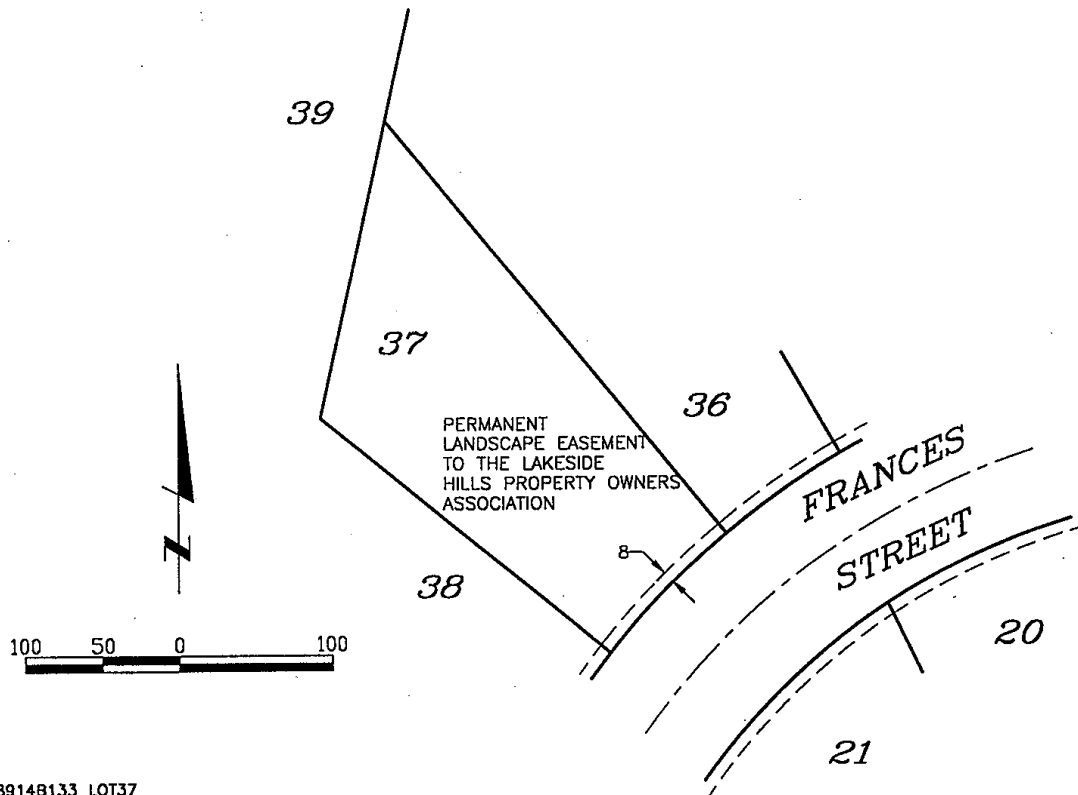 39
37
36
PERMANENT
LANDSCAPE EASEMENT
TO THE LAKESIDE
HILLS PROPERTY OWNERS
ASSOCIATION
FRANCES
STREET
8
38
N
100 50 0 100
20
21
8914B133 LOT37